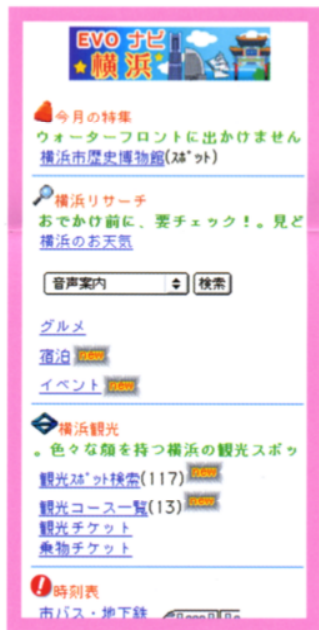 EVO ナビ
横浜
今月の特集
ウォーターフロントに出かけません
横浜市歴史博物館(ｽﾎﾟｯﾄ)
横浜リサーチ
おでかけ前に、要チェック！。見ど
横浜のお天気
音声案内 検索
グルメ
宿泊 new
イベント new
横浜観光
。色々な顔を持つ横浜の観光スポッ
観光ｽﾎﾟｯﾄ検索(117) new
観光コース一覧(13) new
観光チケット
乗物チケット
時刻表
市バス・地下鉄